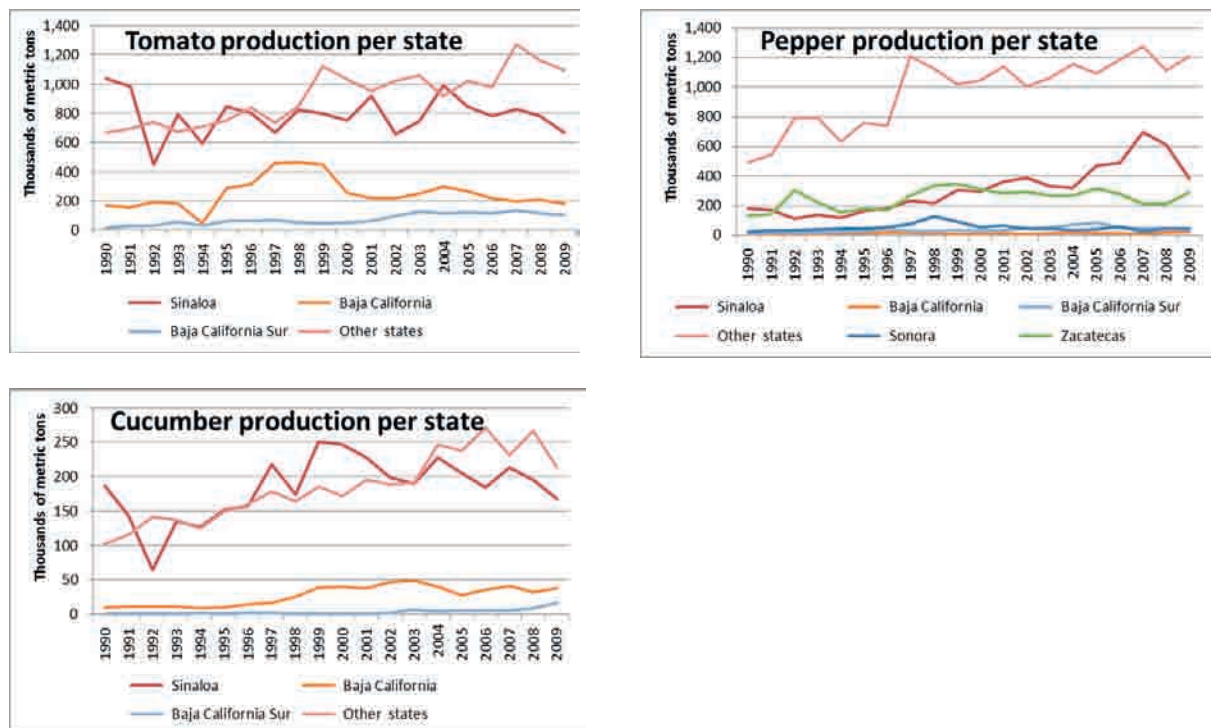 Tomato production per state
Thousands of metric tons
1,400
1,200
1,000
800
600
400
200
0
1990 1991 1992 1993 1994 1995 1996 1997 1998 1999 2000 2001 2002 2003 2004 2005 2006 2007 2008 2009
Sinaloa Baja California
Baja California Sur Other states
Pepper production per state
Thousands of metric tons
1,400
1,200
1,000
800
600
400
200
0
1990 1991 1992 1993 1994 1995 1996 1997 1998 1999 2000 2001 2002 2003 2004 2005 2006 2007 2008 2009
Sinaloa Baja California Baja California Sur
Other states Sonora Zacatecas
Cucumber production per state
Thousands of metric tons
300
250
200
150
100
50
0
1990 1991 1992 1993 1994 1995 1996 1997 1998 1999 2000 2001 2002 2003 2004 2005 2006 2007 2008 2009
Sinaloa Baja California
Baja California Sur Other states